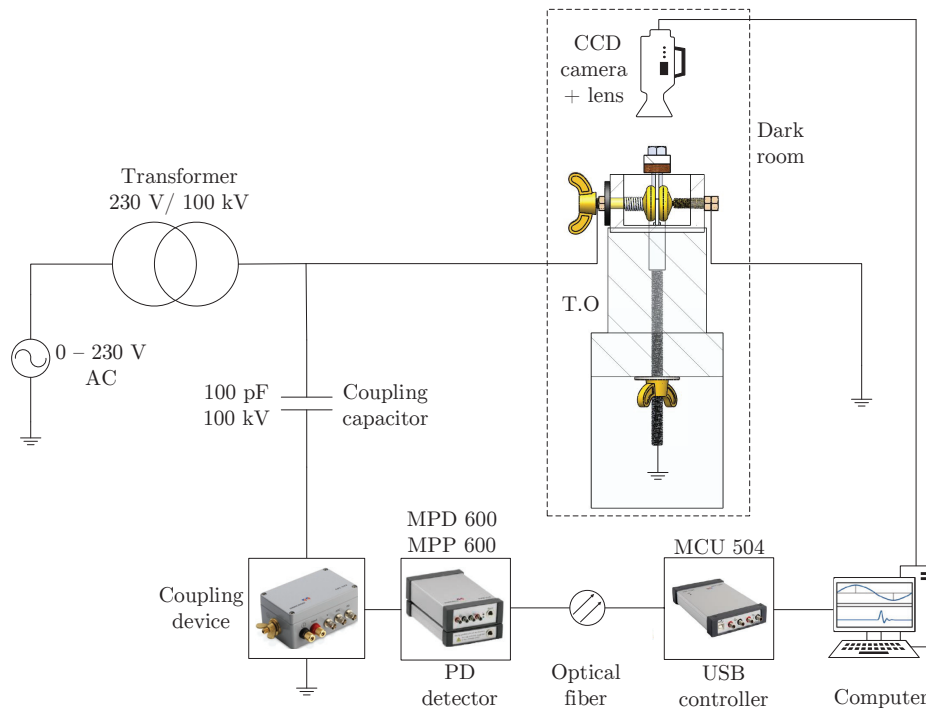 CCD
camera
+ lens
Dark
room
Transformer
230 V/ 100 kV
T.O
0 – 230 V
AC
100 pF
100 kV
Coupling
capacitor
MPD 600
MPP 600
MCU 504
Coupling
device
PD
detector
Optical
fiber
USB
controller
Computer